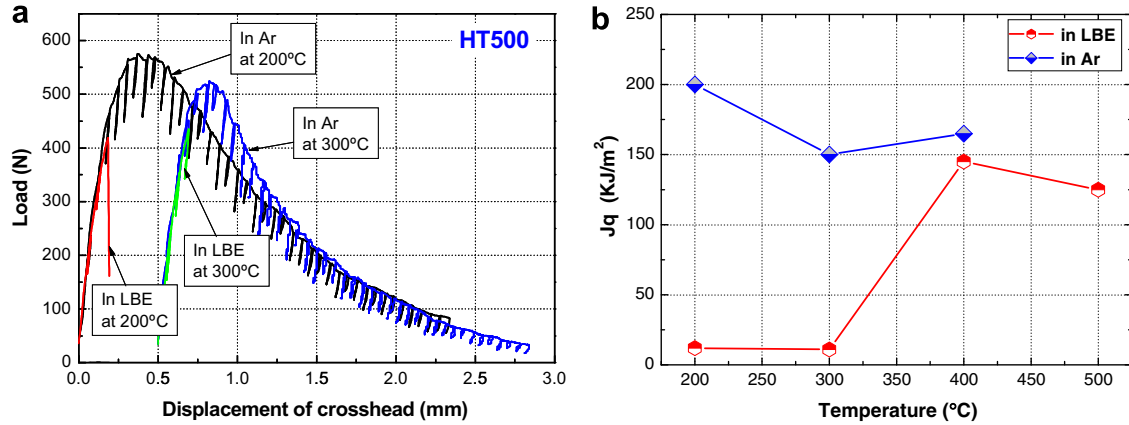 a
HT500
600
500
400
300
200
100
0
Load (N)
0.0 0.5 1.0 1.5 2.0 2.5 3.0
Displacement of crosshead (mm)
In Ar
at 200ºC
In Ar
at 300ºC
In LBE
at 300ºC
In LBE
at 200ºC
b
in LBE
in Ar
250
200
150
100
50
0
Jq (KJ/m²)
200 250 300 350 400 450 500
Temperature (ºC)